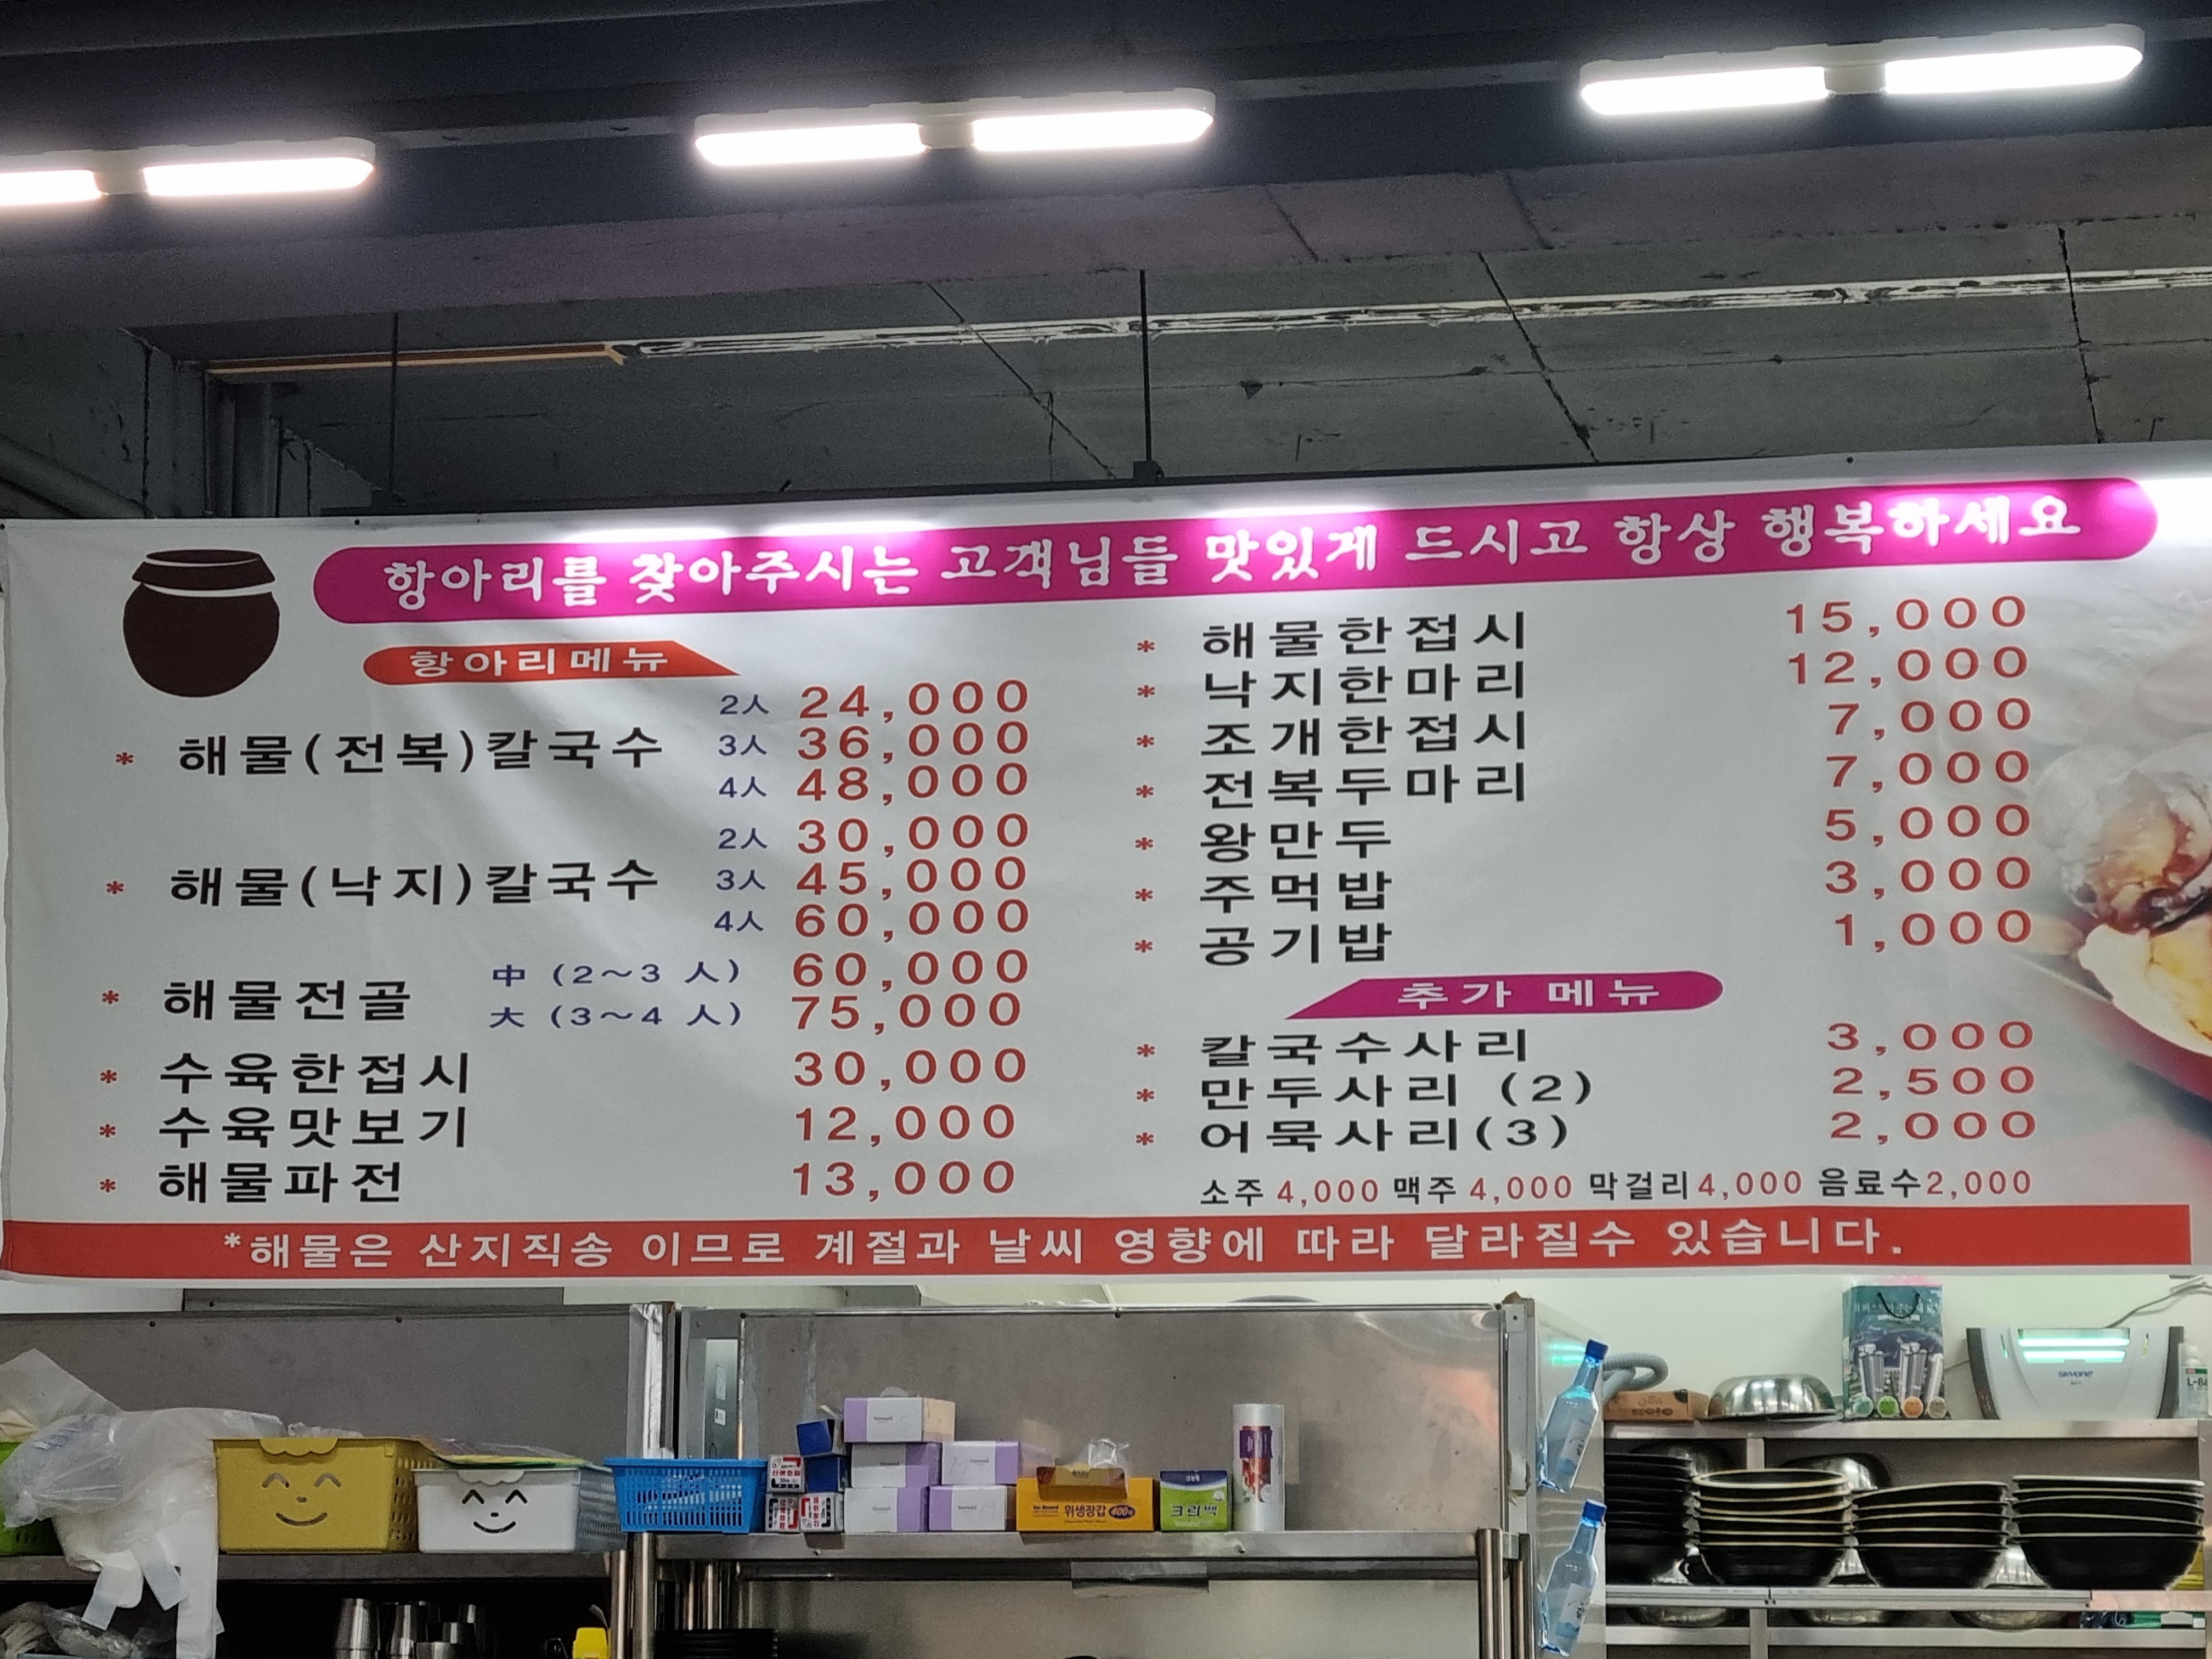 항아리를 찾아주시는 고객님들 맛있게 드시고 항상 행복하세요
항아리메뉴
* 해물(전복)칼국수
2人 24,000
3人 36,000
4人 48,000
* 해물(낙지)칼국수
2人 30,000
3人 45,000
4人 60,000
* 해물전골
中 (2~3 人) 60,000
大 (3~4 人) 75,000
* 수육한접시 30,000
* 수육맛보기 12,000
* 해물파전 13,000
* 해물한접시 15,000
* 낙지한마리 12,000
* 조개한접시 7,000
* 전복두마리 7,000
* 왕만두 5,000
* 주먹밥 3,000
* 공기밥 1,000
추가 메뉴
* 칼국수사리 3,000
* 만두사리 (2) 2,500
* 어묵사리(3) 2,000
소주 4,000 맥주 4,000 막걸리4,000 음료수2,000
*해물은 산지직송 이므로 계절과 날씨 영향에 따라 달라질수 있습니다.
위생장갑
크린백